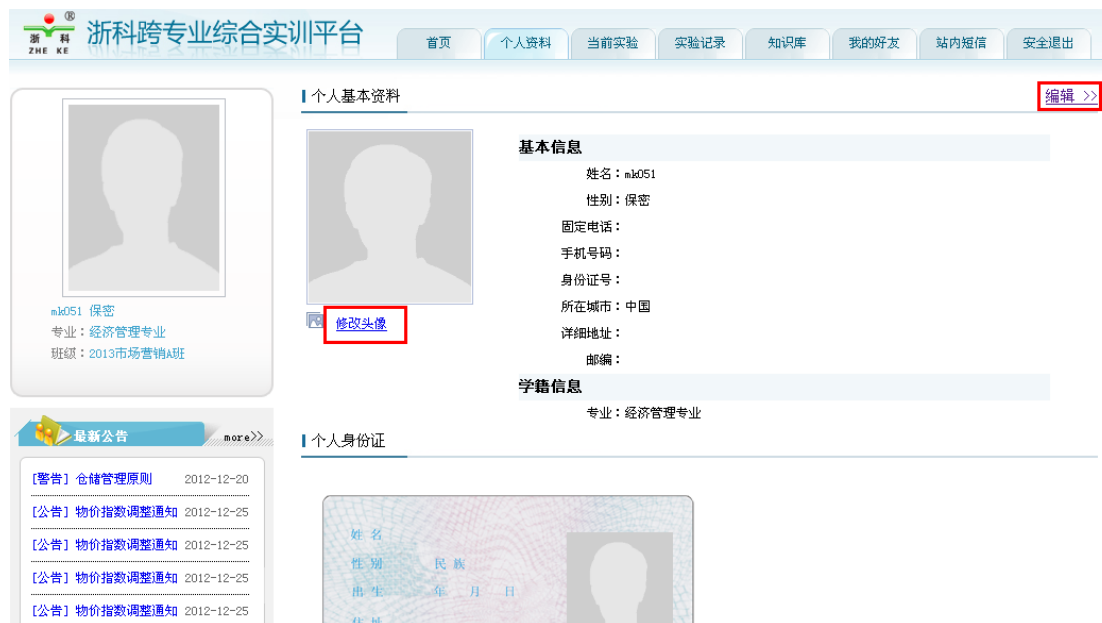 浙科 ®
ZHE KE
浙科跨专业综合实训平台
首页 个人资料 当前实验 实验记录 知识库 我的好友 站内短信 安全退出
mk051 保密
专业：经济管理专业
班级：2013市场营销A班
最新公告 more>>
[警告] 仓储管理原则 2012-12-20
[公告] 物价指数调整通知 2012-12-25
[公告] 物价指数调整通知 2012-12-25
[公告] 物价指数调整通知 2012-12-25
[公告] 物价指数调整通知 2012-12-25
个人基本资料 编辑 >>
修改头像
基本信息
姓名：mk051
性别：保密
固定电话：
手机号码：
身份证号：
所在城市：中国
详细地址：
邮编：
学籍信息
专业：经济管理专业
个人身份证
姓 名
性 别 民 族
出 生 年 月 日
住 址